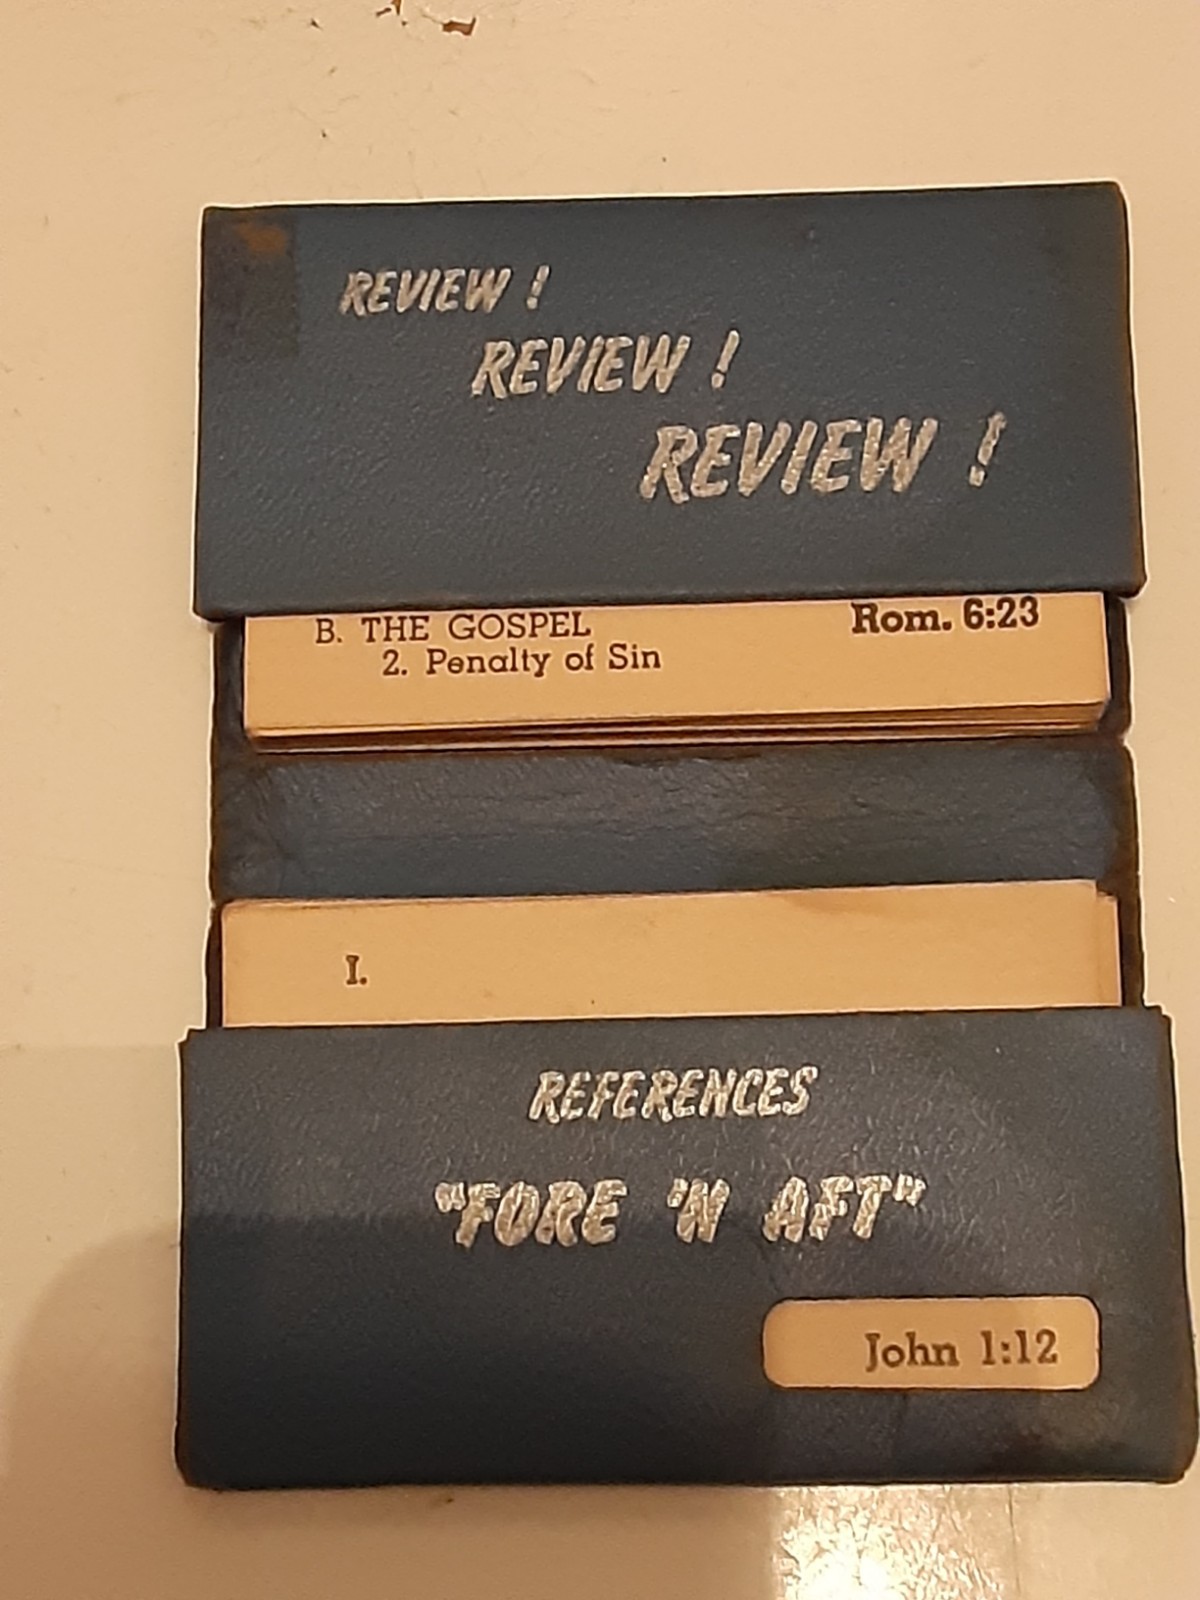 REVIEW !
REVIEW !
REVIEW !
B. THE GOSPEL Rom. 6:23
2. Penalty of Sin
I.
REFERENCES
"FORE 'N AFT"
John 1:12